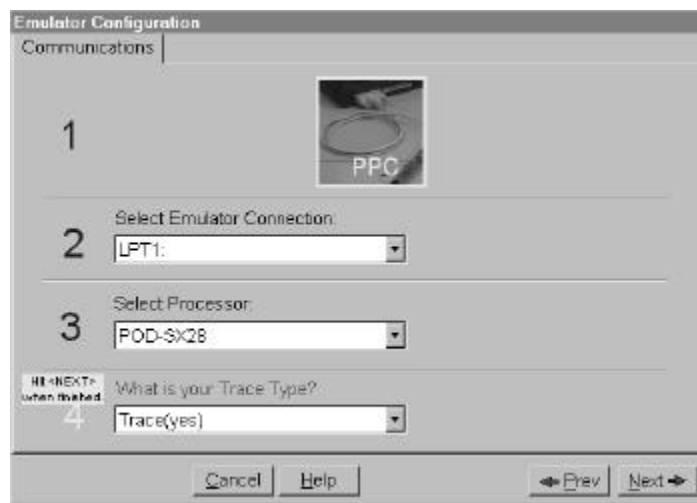 Emulator Configuration
Communications
1
PPC
Select Emulator Connection:
2
LPT1:
Select Processor:
3
POD-SX28
Hit <NEXT>
when finished
What is your Trace Type?
4
Trace(yes)
Cancel
Help
Prev
Next